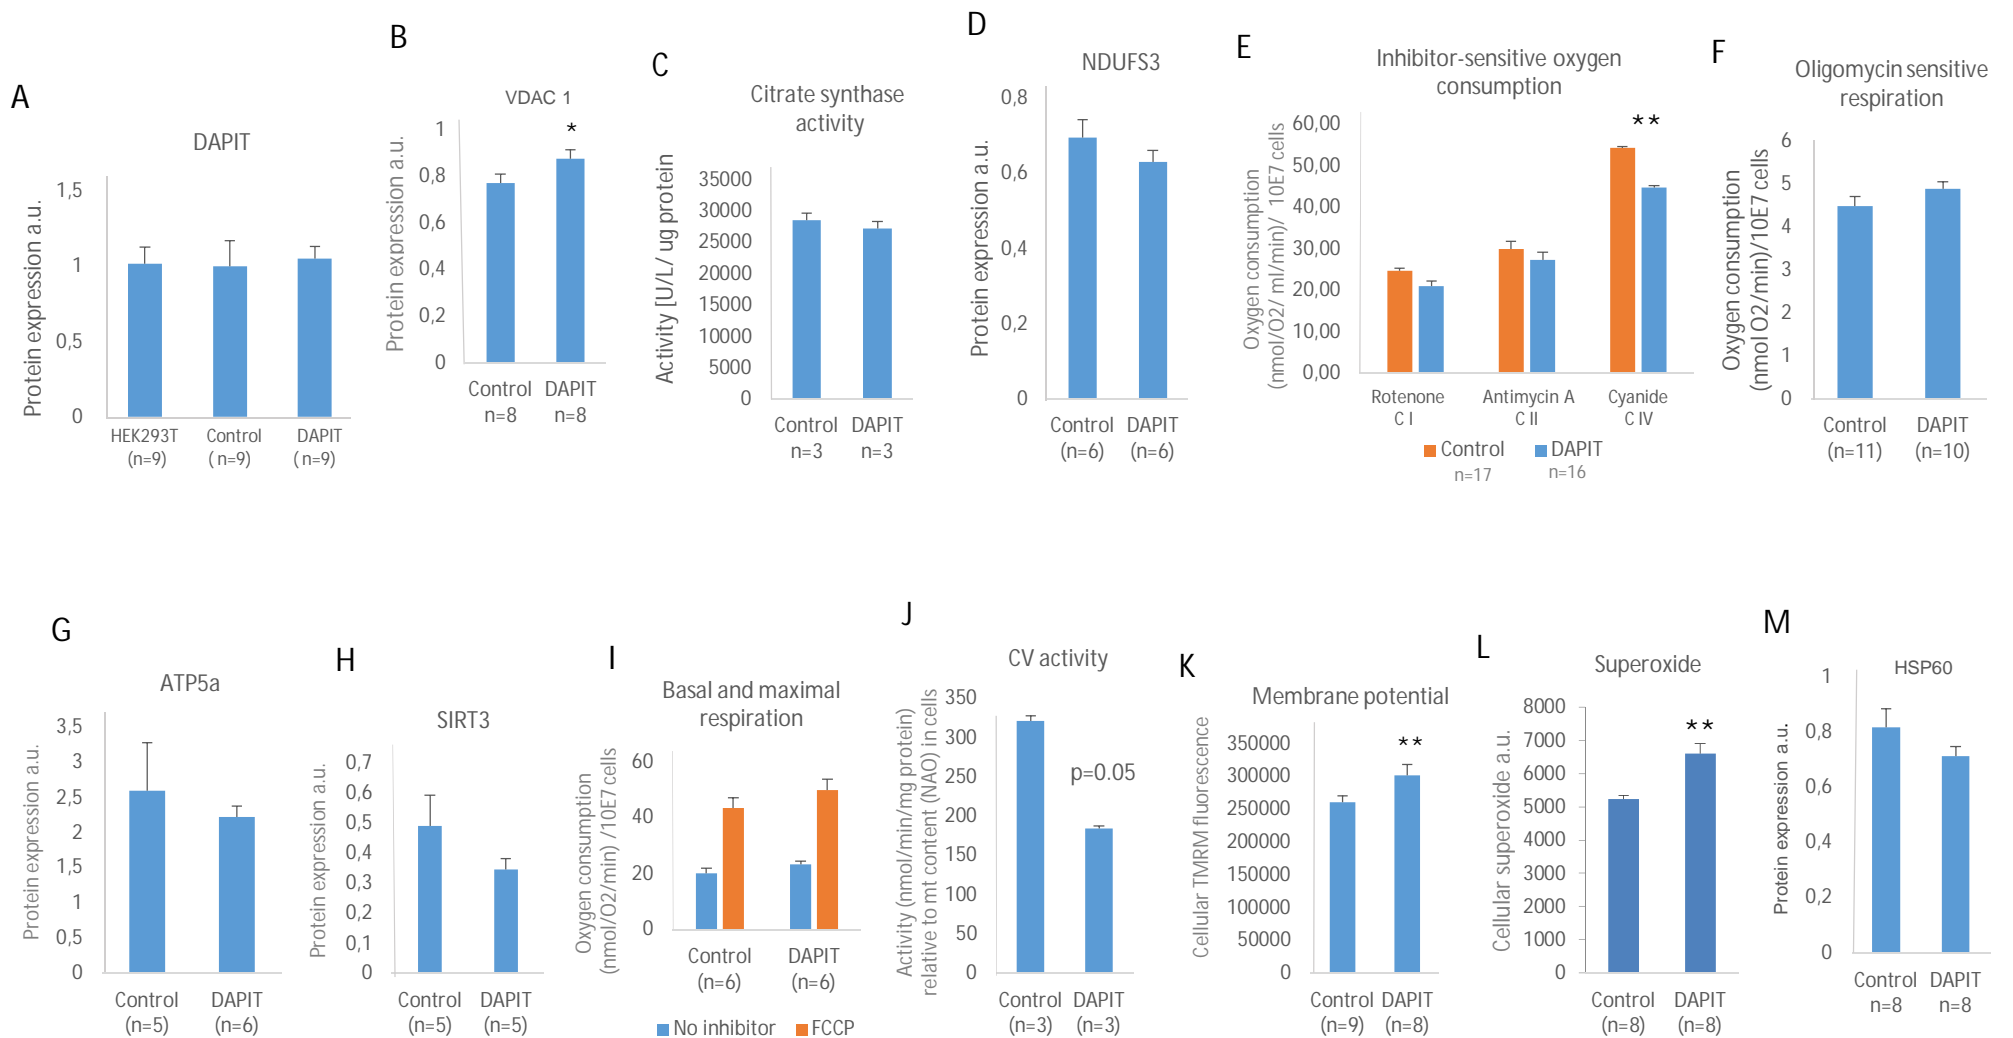 A
DAPIT
Protein expression a.u.
1,5
1
0,5
0
HEK293T
(n=9)
Control
( n=9)
DAPIT
( n=9)
B
VDAC 1
Protein expression a.u.
1
0,8
0,6
0,4
0,2
0
*
Control
n=8
DAPIT
n=8
C
Citrate synthase
activity
Activity [U/L/ ug protein
35000
30000
25000
20000
15000
10000
5000
0
Control
n=3
DAPIT
n=3
D
NDUFS3
Protein expression a.u.
0,8
0,6
0,4
0,2
0
Control
(n=6)
DAPIT
(n=6)
E
Inhibitor-sensitive oxygen
consumption
Oxygen consumption
(nmol/O2/ ml/min)/ 10E7 cells
60,00
50,00
40,00
30,00
20,00
10,00
0,00
**
Rotenone
C I
Antimycin A
C II
Cyanide
C IV
Control
n=17
DAPIT
n=16
F
Oligomycin sensitive
respiration
Oxygen consumption
(nmol O2/min)/10E7 cells
6
5
4
3
2
1
0
Control
(n=11)
DAPIT
(n=10)
G
ATP5a
Protein expression a.u.
3,5
3
2,5
2
1,5
1
0,5
0
Control
(n=5)
DAPIT
(n=6)
H
SIRT3
Protein expression a.u.
0,7
0,6
0,5
0,4
0,3
0,2
0,1
0
Control
(n=5)
DAPIT
(n=5)
I
Basal and maximal
respiration
Oxygen consumption
(nmol/O2/min) /10E7 cells
60
40
20
0
Control
(n=6)
DAPIT
(n=6)
No inhibitor
FCCP
J
CV activity
Activity (nmol/min/mg protein)
relative to mt content (NAO) in cells
350
300
250
200
150
100
50
0
p=0.05
Control
(n=3)
DAPIT
(n=3)
K
Membrane potential
Cellular TMRM fluorescence
350000
300000
250000
200000
150000
100000
50000
0
**
Control
(n=9)
DAPIT
(n=8)
L
Superoxide
Cellular superoxide a.u.
8000
7000
6000
5000
4000
3000
2000
1000
0
**
Control
(n=8)
DAPIT
(n=8)
M
HSP60
Protein expression a.u.
1
0,8
0,6
0,4
0,2
0
Control
n=8
DAPIT
n=8